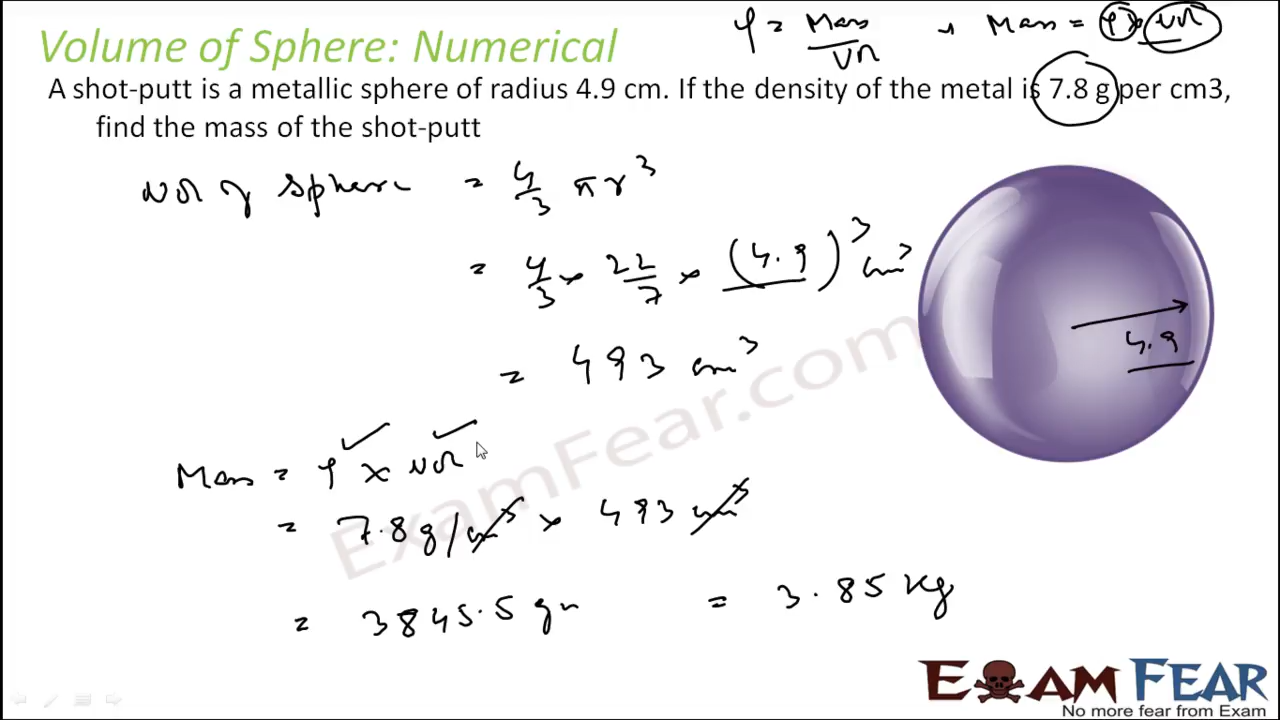 Volume of Sphere: Numerical
ρ = Mass / Vol → Mass = ρ × Vol
A shot-putt is a metallic sphere of radius 4.9 cm. If the density of the metal is 7.8 g per cm3,
find the mass of the shot-putt
Vol of sphere = 4/3 πr³
= 4/3 × 22/7 × (4.9)³ cm³
4.9
= 493 cm³
Mass = ρ × Vol
= 7.8 g/cm³ × 493 cm³
= 3845.5 gm = 3.85 kg
ExamFear.com
EXAM FEAR
No more fear from Exam